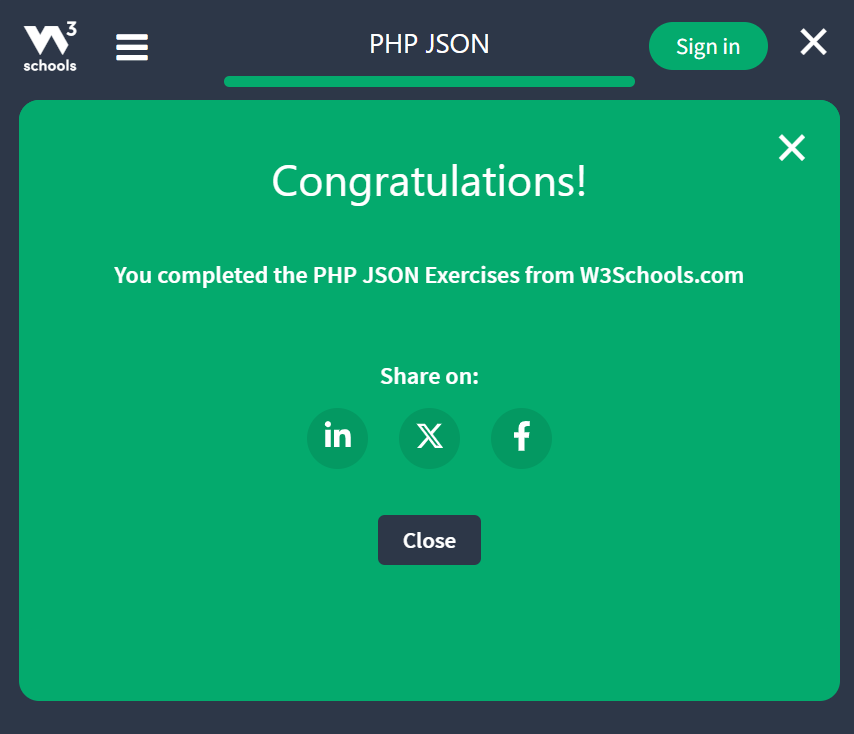 W3
schools
PHP JSON
Sign in
Congratulations!
You completed the PHP JSON Exercises from W3Schools.com
Share on:
in
X
f
Close